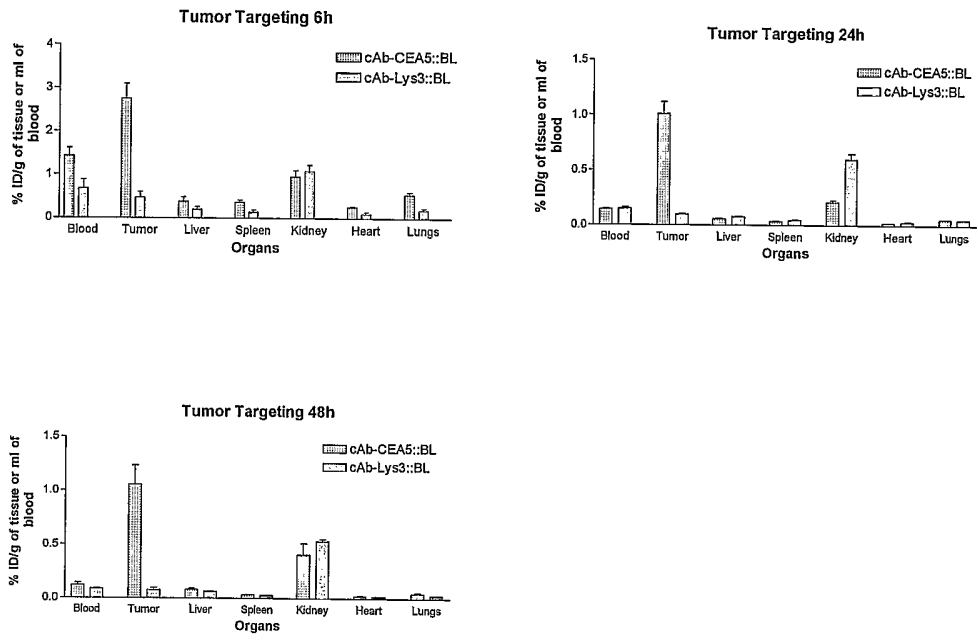 Tumor Targeting 6h
% ID/g of tissue or ml of
blood
4
3
2
1
0
cAb-CEA5::BL
cAb-Lys3::BL
Blood Tumor Liver Spleen Kidney Heart Lungs
Organs
Tumor Targeting 24h
% ID/g of tissue or ml of
blood
1.5
1.0
0.5
0.0
cAb-CEA5::BL
cAb-Lys3::BL
Blood Tumor Liver Spleen Kidney Heart Lungs
Organs
Tumor Targeting 48h
% ID/g of tissue or ml of
blood
1.5
1.0
0.5
0.0
cAb-CEA5::BL
cAb-Lys3::BL
Blood Tumor Liver Spleen Kidney Heart Lungs
Organs